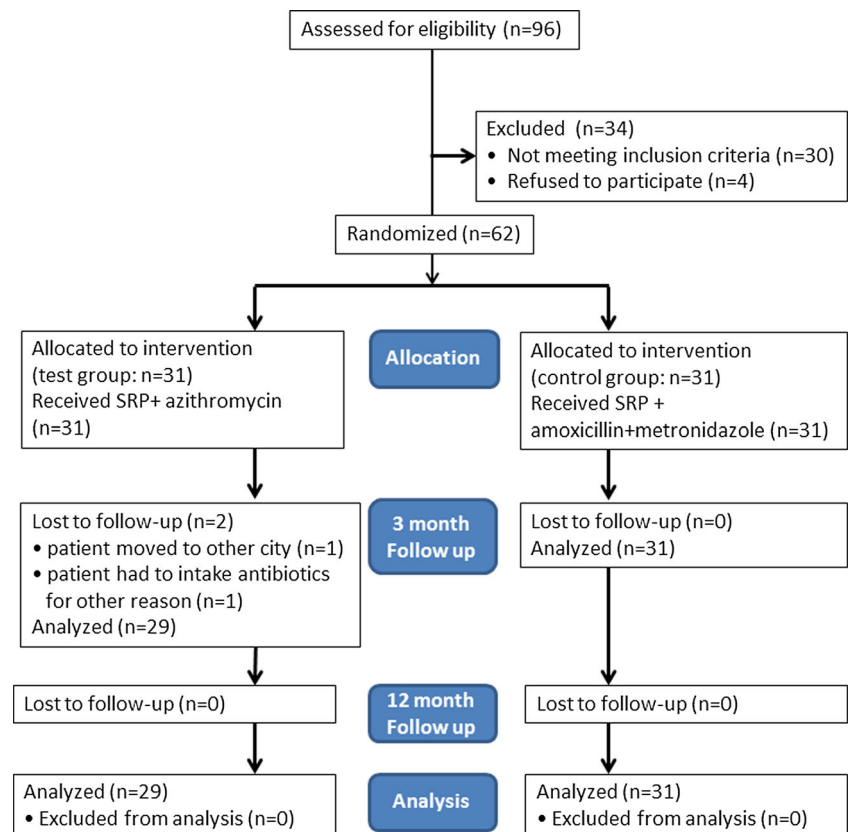 Assessed for eligibility (n=96)
Excluded (n=34)
• Not meeting inclusion criteria (n=30)
• Refused to participate (n=4)
Randomized (n=62)
Allocated to intervention
(test group: n=31)
Received SRP+ azithromycin
(n=31)
Allocation
Allocated to intervention
(control group: n=31)
Received SRP +
amoxicillin+metronidazole (n=31)
Lost to follow-up (n=2)
• patient moved to other city (n=1)
• patient had to intake antibiotics
for other reason (n=1)
Analyzed (n=29)
3 month
Follow up
Lost to follow-up (n=0)
Analyzed (n=31)
Lost to follow-up (n=0)
12 month
Follow up
Lost to follow-up (n=0)
Analyzed (n=29)
• Excluded from analysis (n=0)
Analysis
Analyzed (n=31)
• Excluded from analysis (n=0)